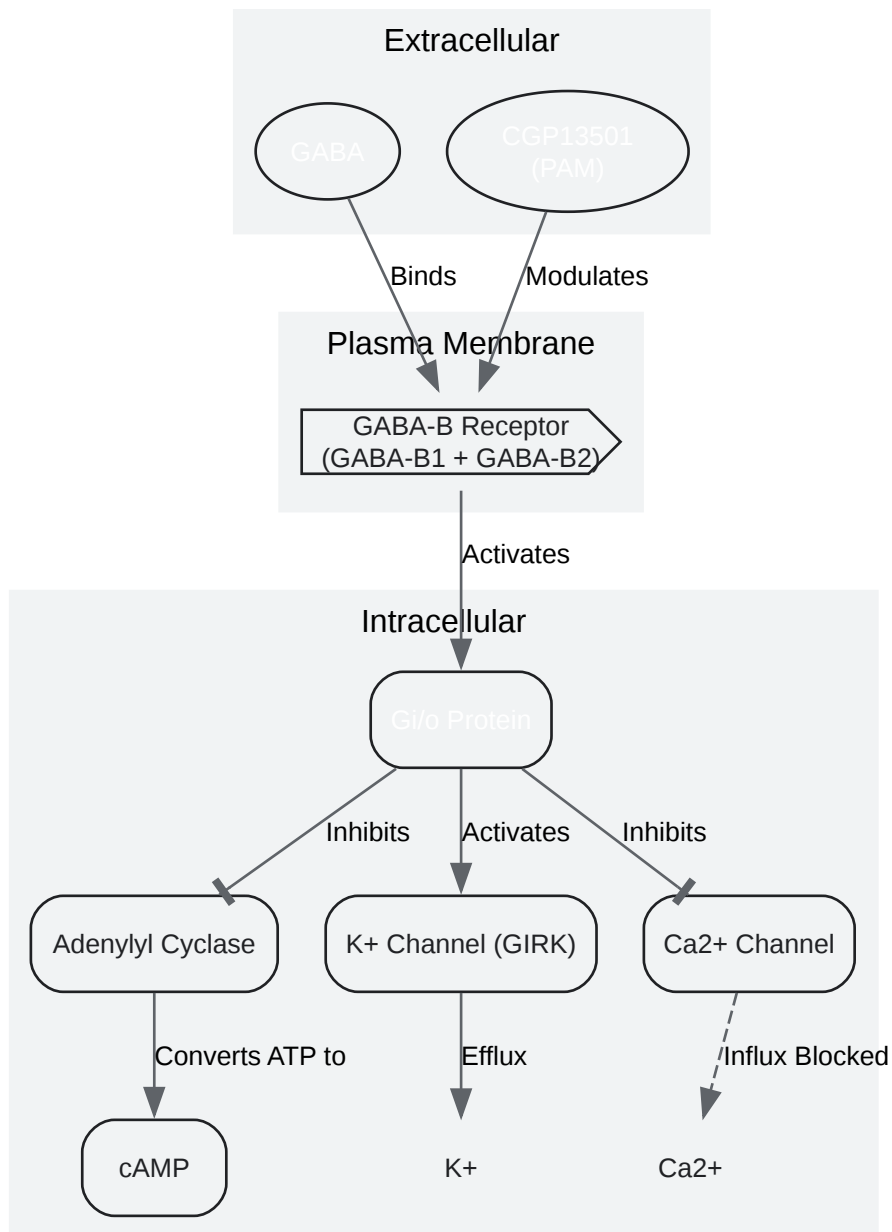 Extracellular
GABA
CGP13501
(PAM)
Binds
Modulates
Plasma Membrane
GABA-B Receptor
(GABA-B1 + GABA-B2)
Activates
Intracellular
Gi/o Protein
Inhibits
Activates
Inhibits
Adenylyl Cyclase
K+ Channel (GIRK)
Ca2+ Channel
Converts ATP to
Efflux
Influx Blocked
cAMP
K+
Ca2+